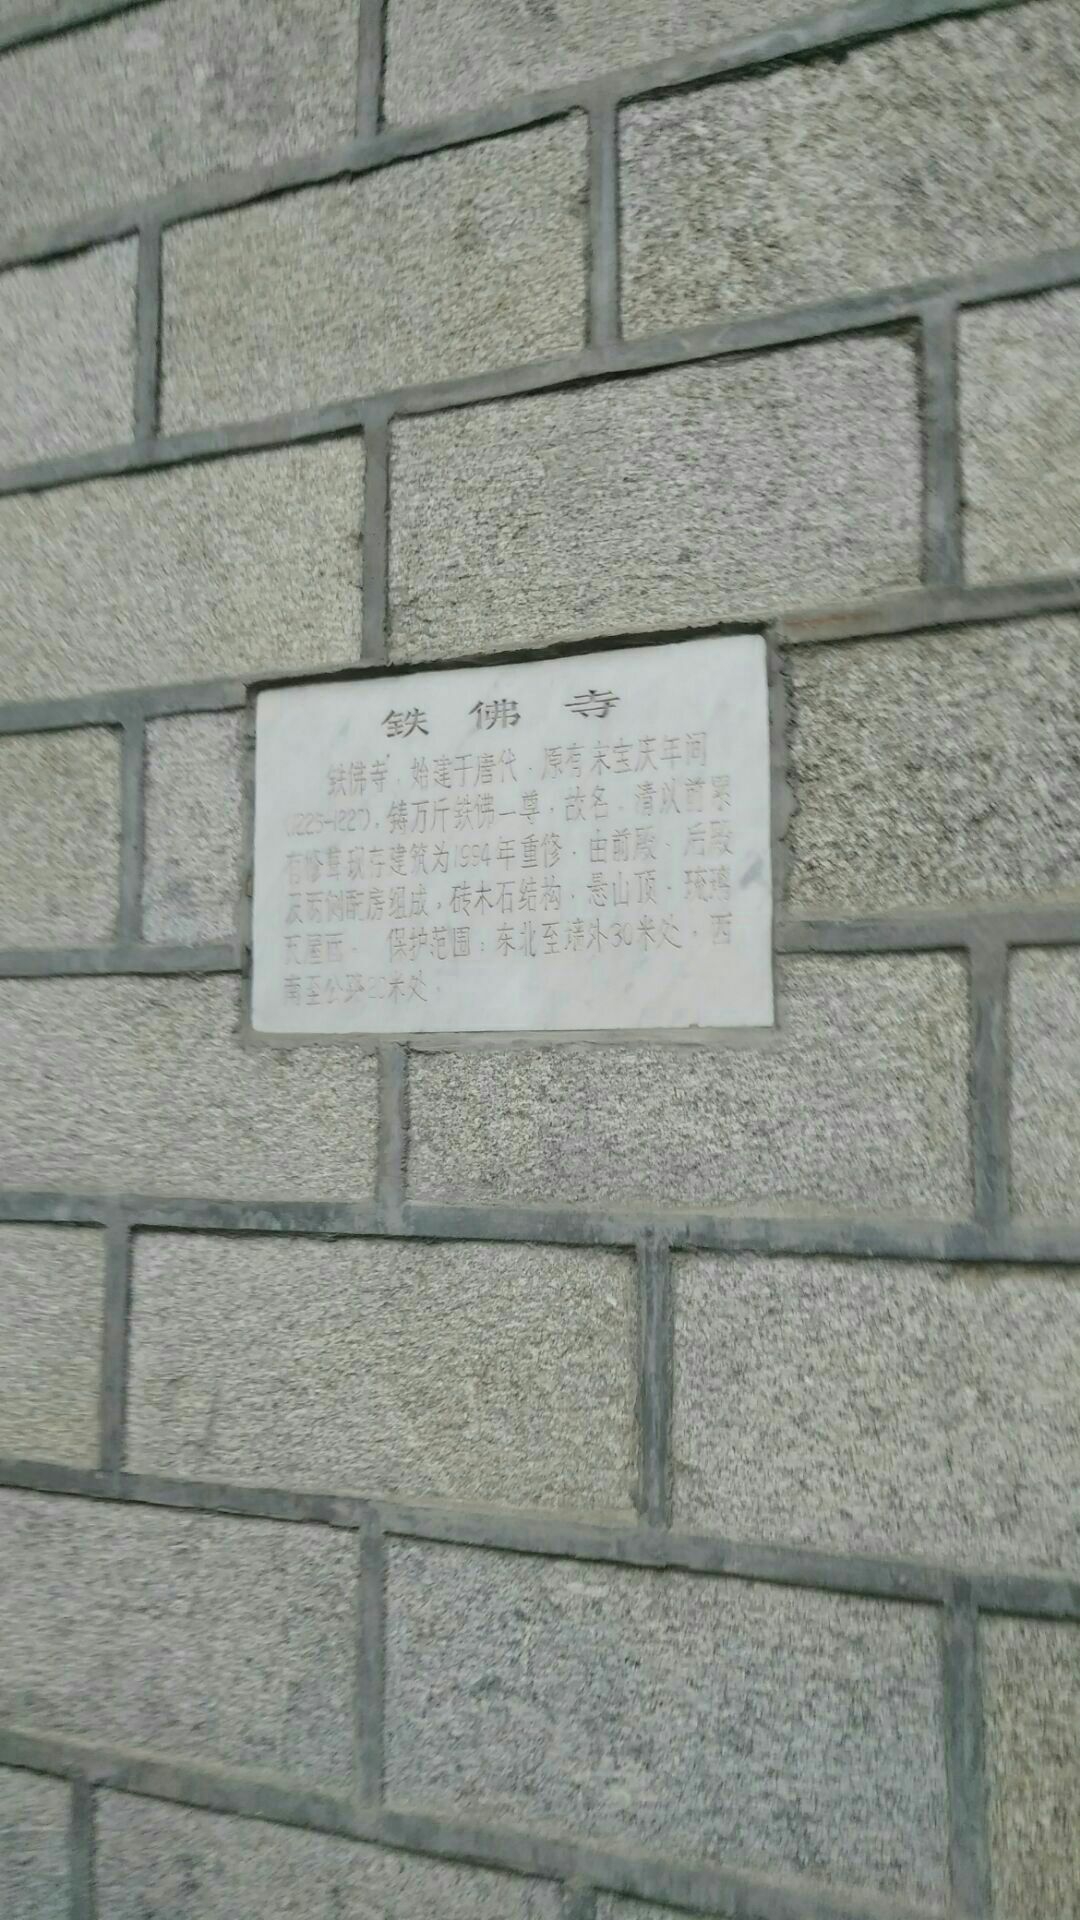 铁佛寺
铁佛寺，始建于唐代，原有宋宝庆年间
(1225-1227)，铸万斤铁佛一尊，故名，清以前累
有修葺现存建筑为1994年重修，由前殿、后殿
及两间配房组成，砖木石结构，悬山顶，琉璃
瓦屋面。 保护范围：东北至墙外30米处，西
南至公路20米处。